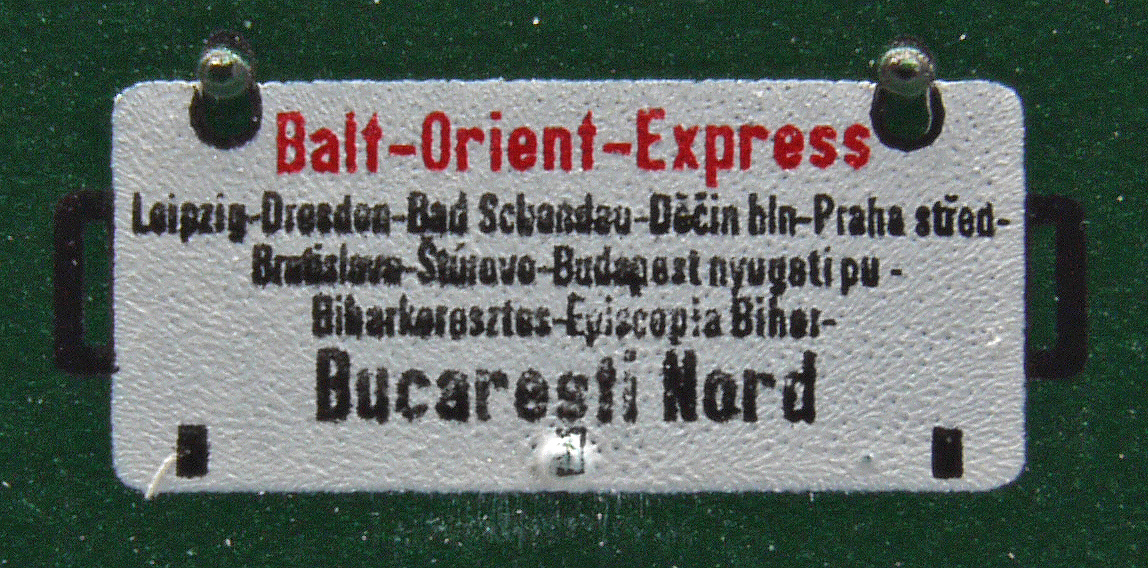 Balt-Orient-Express
Leipzig-Dresden-Bad Schandau-Děčín hln-Praha střed-
Bratislava-Štúrovo-Budapest nyugati pu -
Biharkeresztes-Episcopia Bihor-
Bucareşti Nord